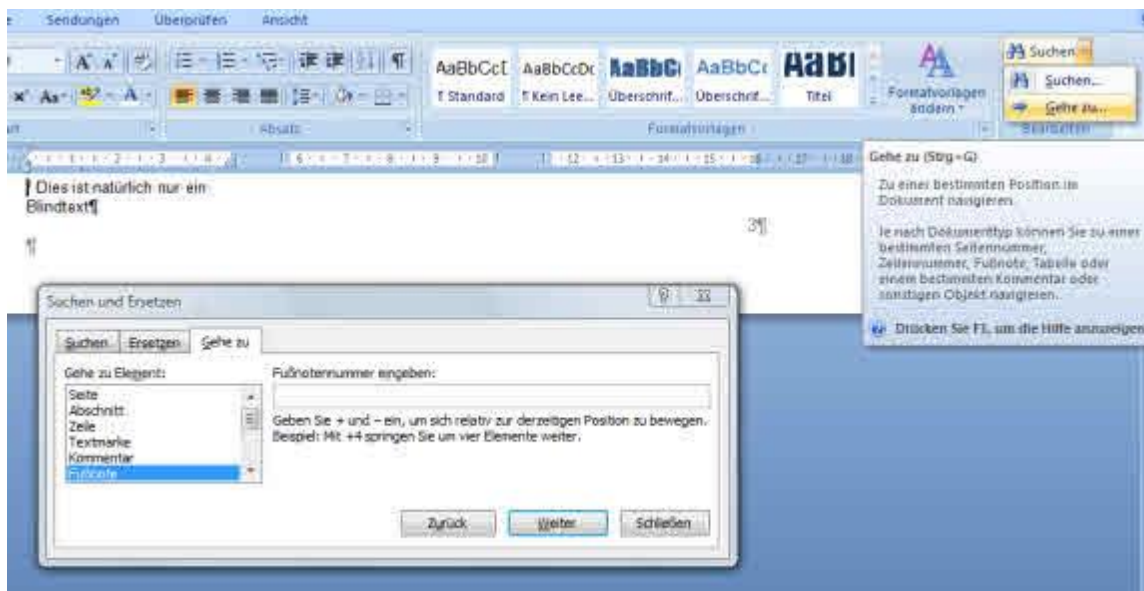 Sendungen Überprüfen Ansicht
Suchen
AaBbCcD AaBbCcDc AaBbC AaBbCc AaBl
¶ Standard ¶ Kein Lee... Überschrif... Überschrif... Titel
Formatvorlagen
ändern
Suchen...
Gehe zu...
Absatz Formatvorlagen Bearbeiten
Dies ist natürlich nur ein
Blindtext¶
3¶
¶
Gehe zu (Strg+G)
Zu einer bestimmten Position im
Dokument navigieren.
Je nach Dokumenttyp können Sie zu einer
bestimmten Seitennummer,
Zeilennummer, Fußnote, Tabelle oder
einem bestimmten Kommentar oder
sonstigen Objekt navigieren.
Drücken Sie F1, um die Hilfe anzuzeigen
Suchen und Ersetzen
Suchen Ersetzen Gehe zu
Gehe zu Element:
Seite
Abschnitt
Zeile
Textmarke
Kommentar
Fußnote
Fußnotennummer eingeben:
Geben Sie + und – ein, um sich relativ zur derzeitigen Position zu bewegen.
Beispiel: Mit +4 springen Sie um vier Elemente weiter.
Zurück Weiter Schließen